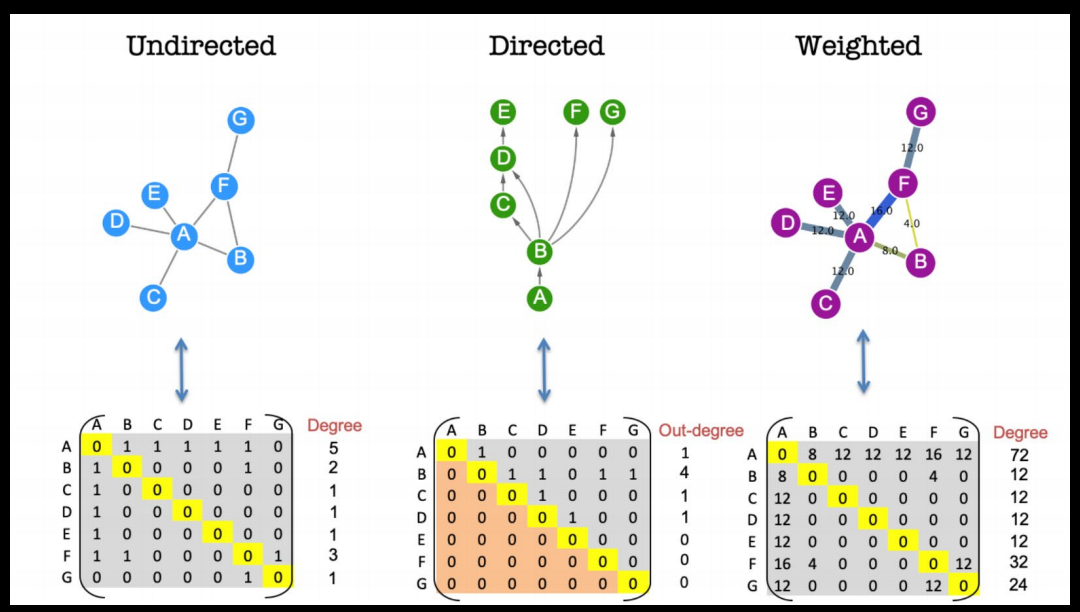 Undirected
Directed
Weighted
G
F
E
D
A
B
C
E
F
G
D
C
B
A
G
12.0
F
E
12.0
16.0
D
12.0
A
4.0
8.0
B
12.0
C
A B C D E F G Degree
A 0 1 1 1 1 1 0 5
B 1 0 0 0 0 1 0 2
C 1 0 0 0 0 0 0 1
D 1 0 0 0 0 0 0 1
E 1 0 0 0 0 0 0 1
F 1 1 0 0 0 0 1 3
G 0 0 0 0 0 1 0 1
A B C D E F G Out-degree
A 0 1 0 0 0 0 0 1
B 0 0 1 1 0 1 1 4
C 0 0 0 1 0 0 0 1
D 0 0 0 0 1 0 0 1
E 0 0 0 0 0 0 0 0
F 0 0 0 0 0 0 0 0
G 0 0 0 0 0 0 0 0
A B C D E F G Degree
A 0 8 12 12 12 16 12 72
B 8 0 0 0 0 4 0 12
C 12 0 0 0 0 0 0 12
D 12 0 0 0 0 0 0 12
E 12 0 0 0 0 0 0 12
F 16 4 0 0 0 0 12 32
G 12 0 0 0 0 12 0 24